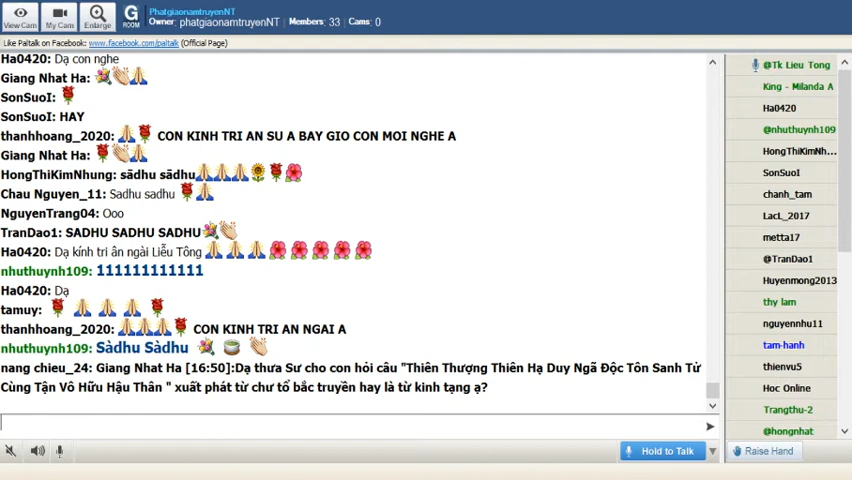 View Cam
My Cam
Enlarge
G
ROOM
PhatgiaonamtruyenNT
Owner: phatgiaonamtruyenNT | Members: 33 | Cams: 0
Like Paltalk on Facebook: www.facebook.com/paltalk (Official Page)
Ha0420: Dạ con nghe
Giang Nhat Ha:
SonSuoI:
SonSuoI: HAY
thanhhoang_2020: CON KINH TRI AN SU A BAY GIO CON MOI NGHE A
Giang Nhat Ha:
HongThiKimNhung: sādhu sādhu
Chau Nguyen_11: Sadhu sadhu
NguyenTrang04: Ooo
TranDao1: SADHU SADHU SADHU
Ha0420: Dạ kính tri ân ngài Liễu Tông
nhuthuynh109: 111111111111
Ha0420: Dạ
tamuy:
thanhhoang_2020: CON KINH TRI AN NGAI A
nhuthuynh109: Sàdhu Sàdhu
nang chieu_24: Giang Nhat Ha [16:50]:Dạ thưa Sư cho con hỏi câu "Thiên Thượng Thiên Hạ Duy Ngã Độc Tôn Sanh Tử
Cùng Tận Vô Hữu Hậu Thân " xuất phát từ chư tổ bắc truyền hay là từ kinh tạng ạ?
@Tk Lieu Tong
King - Milanda A
Ha0420
@nhuthuynh109
HongThiKimNh...
SonSuoI
chanh_tam
LacL_2017
metta17
@TranDao1
Huyenmong2013
thy lam
nguyennhu11
tam-hanh
thienvu5
Hoc Online
Trangthu-2
@hongnhat
Hold to Talk
Raise Hand